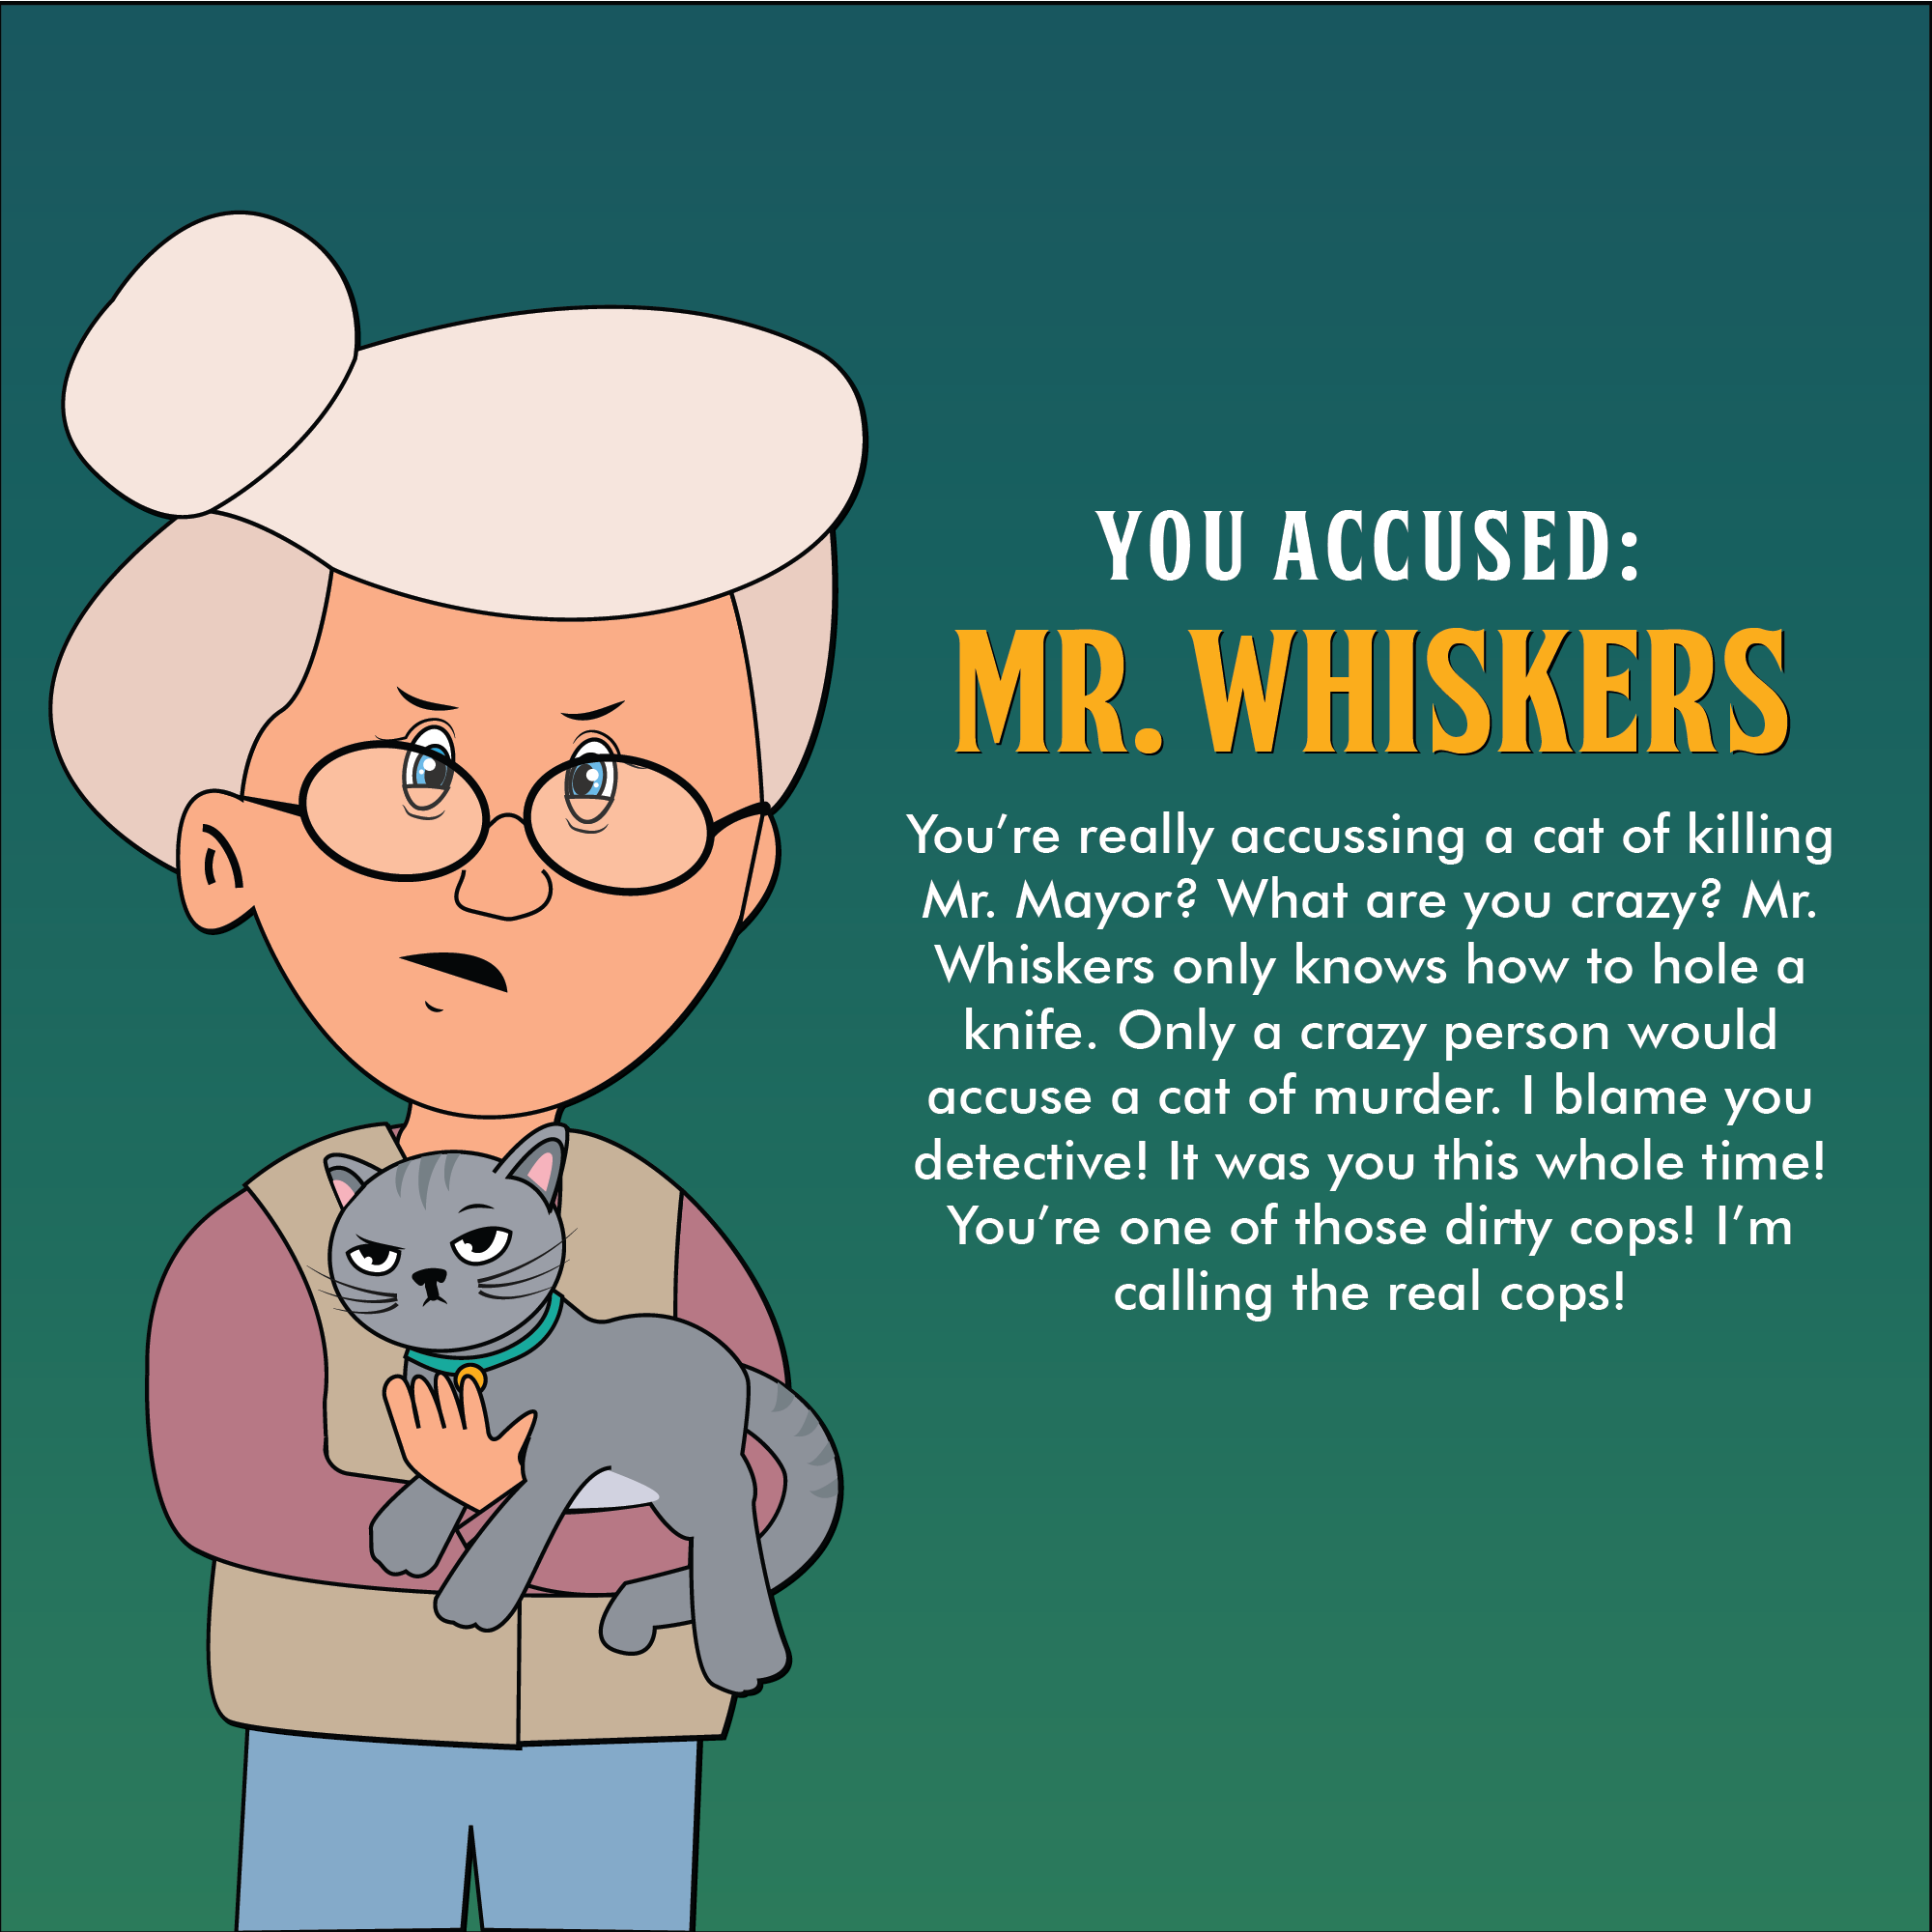 YOU ACCUSED:
MR. WHISKERS
You're really accussing a cat of killing
Mr. Mayor? What are you crazy? Mr.
Whiskers only knows how to hole a
knife. Only a crazy person would
accuse a cat of murder. I blame you
detective! It was you this whole time!
You're one of those dirty cops! I'm
calling the real cops!